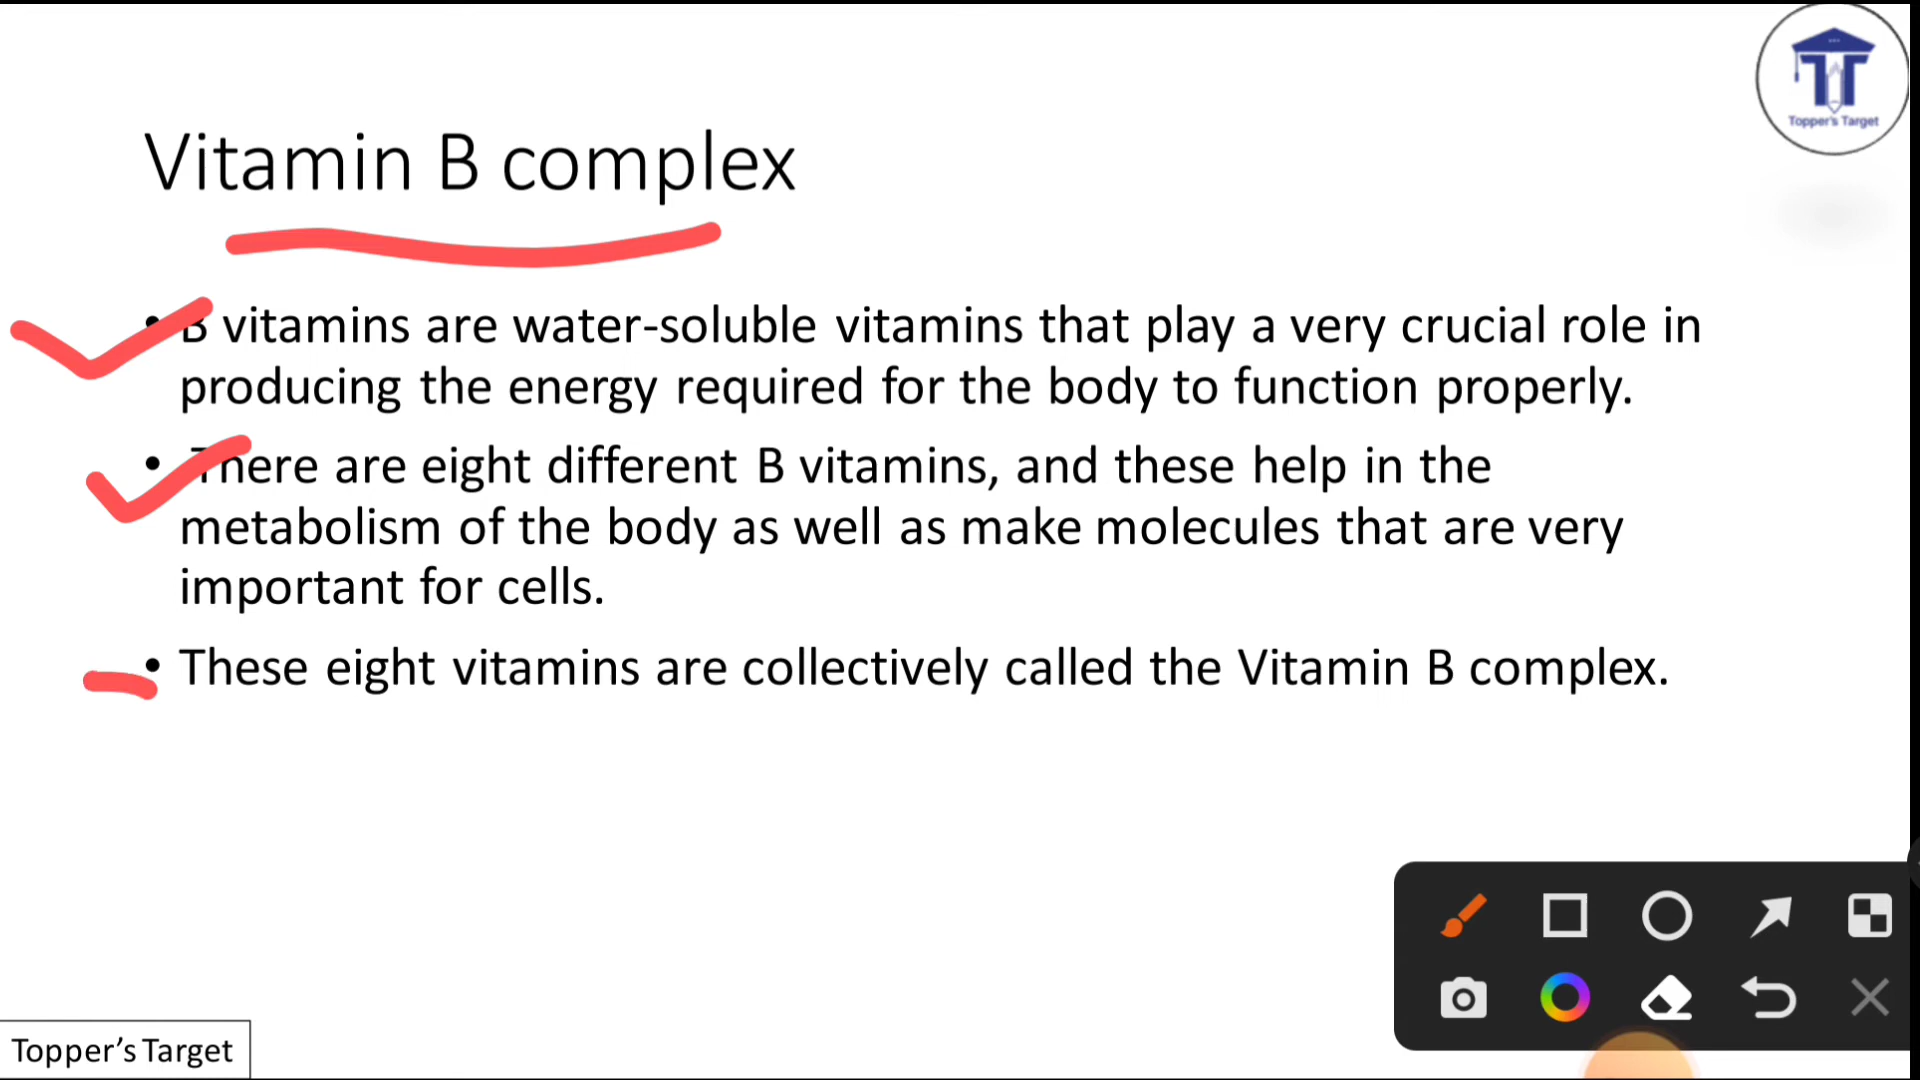 Topper's Target
Vitamin B complex
• B vitamins are water-soluble vitamins that play a very crucial role in
producing the energy required for the body to function properly.
• There are eight different B vitamins, and these help in the
metabolism of the body as well as make molecules that are very
important for cells.
• These eight vitamins are collectively called the Vitamin B complex.
Topper's Target